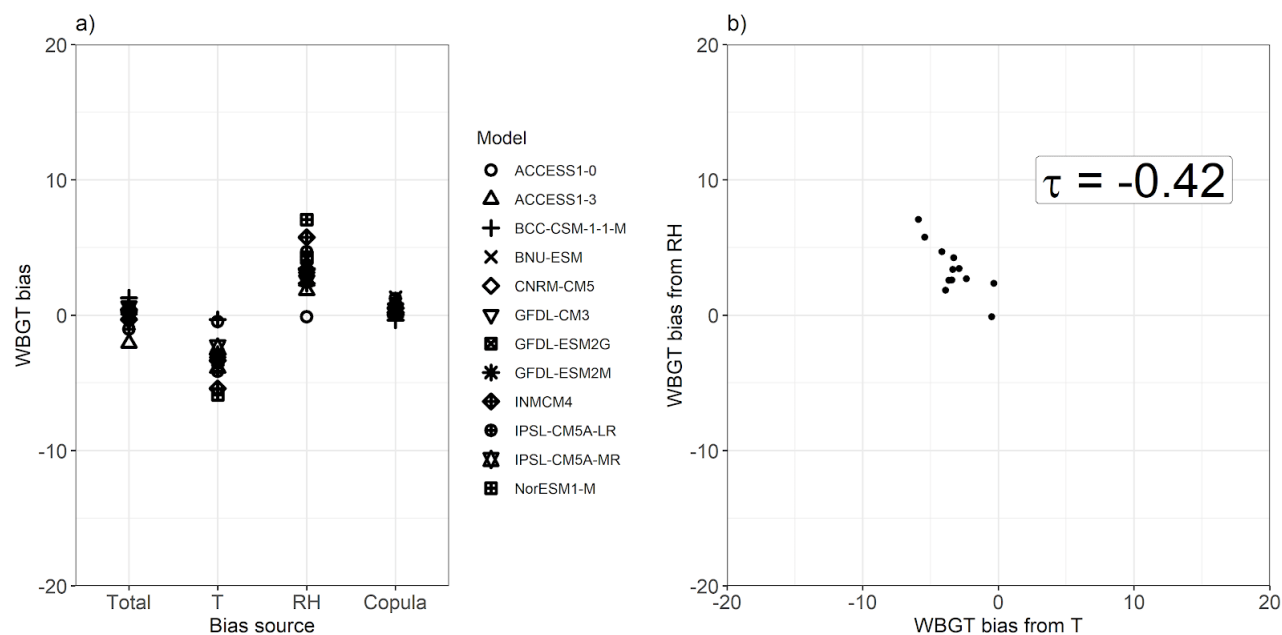 a)
WBGT bias
20
10
0
-10
-20
Total T RH Copula
Bias source
Model
ACCESS1-0
ACCESS1-3
BCC-CSM-1-1-M
BNU-ESM
CNRM-CM5
GFDL-CM3
GFDL-ESM2G
GFDL-ESM2M
INMCM4
IPSL-CM5A-LR
IPSL-CM5A-MR
NorESM1-M
b)
WBGT bias from RH
20
10
0
-10
-20
τ = -0.42
-20 -10 0 10 20
WBGT bias from T